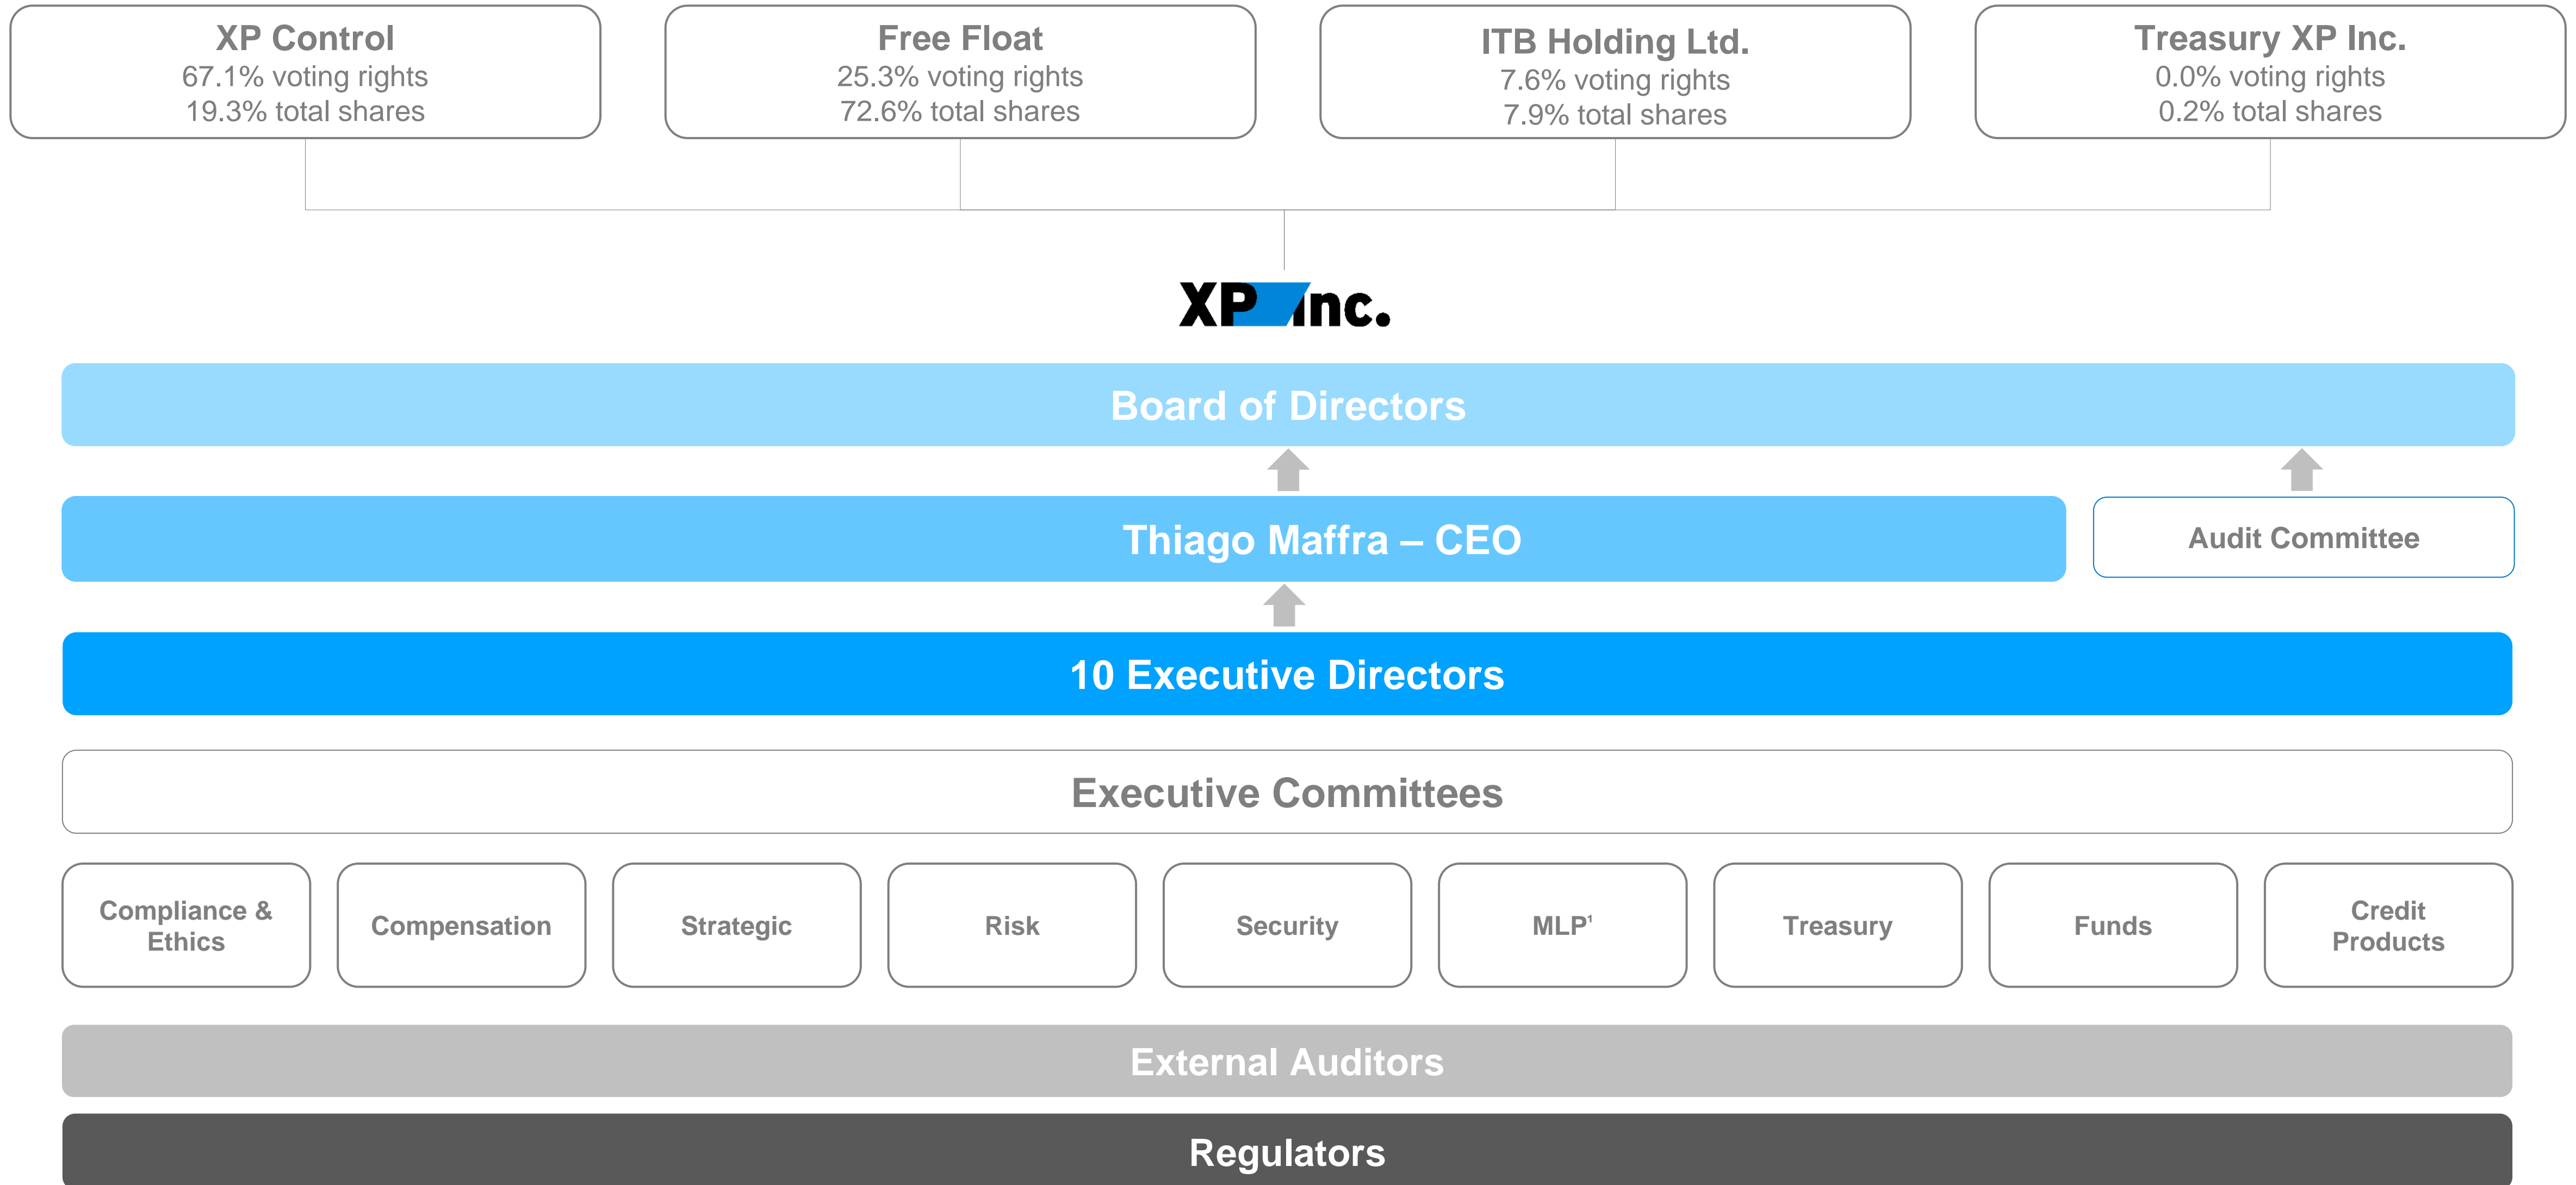 XP Control
67.1% voting rights
19.3% total shares
Free Float
25.3% voting rights
72.6% total shares
ITB Holding Ltd.
7.6% voting rights
7.9% total shares
Treasury XP Inc.
0.0% voting rights
0.2% total shares
XP Inc.
Board of Directors
Thiago Maffra – CEO
Audit Committee
10 Executive Directors
Executive Committees
Compliance &
Ethics
Compensation
Strategic
Risk
Security
MLP¹
Treasury
Funds
Credit
Products
External Auditors
Regulators